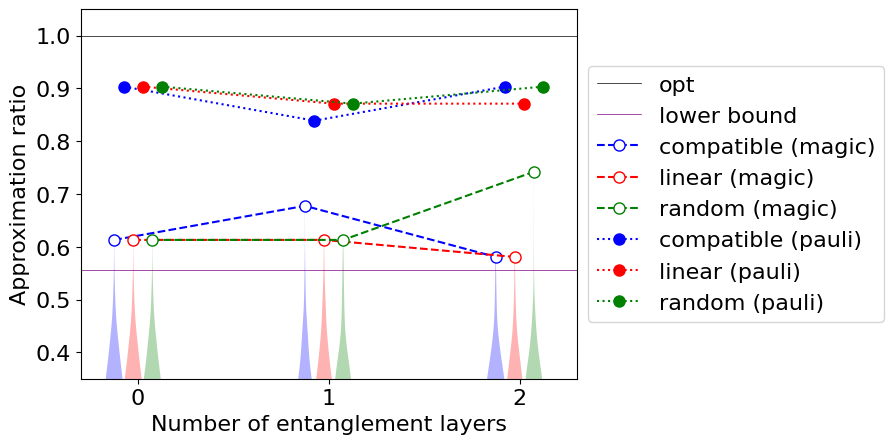 1.0
0.9
0.8
0.7
0.6
0.5
0.4
Approximation ratio
0 1 2
Number of entanglement layers
opt
lower bound
compatible (magic)
linear (magic)
random (magic)
compatible (pauli)
linear (pauli)
random (pauli)